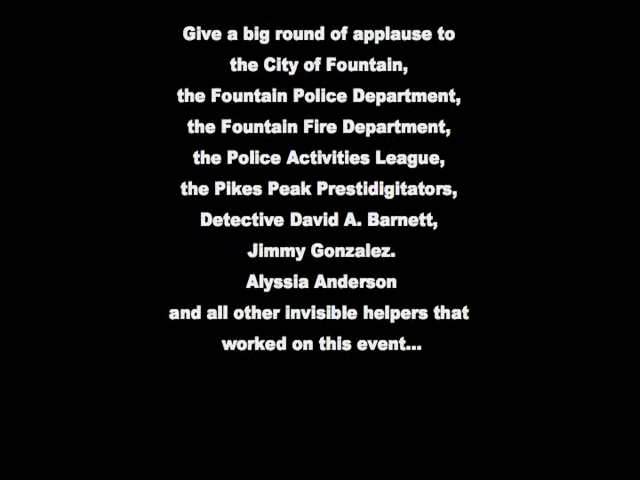 Give a big round of applause to
the City of Fountain,
the Fountain Police Department,
the Fountain Fire Department,
the Police Activities League,
the Pikes Peak Prestidigitators,
Detective David A. Barnett,
Jimmy Gonzalez.
Alyssia Anderson
and all other invisible helpers that
worked on this event...